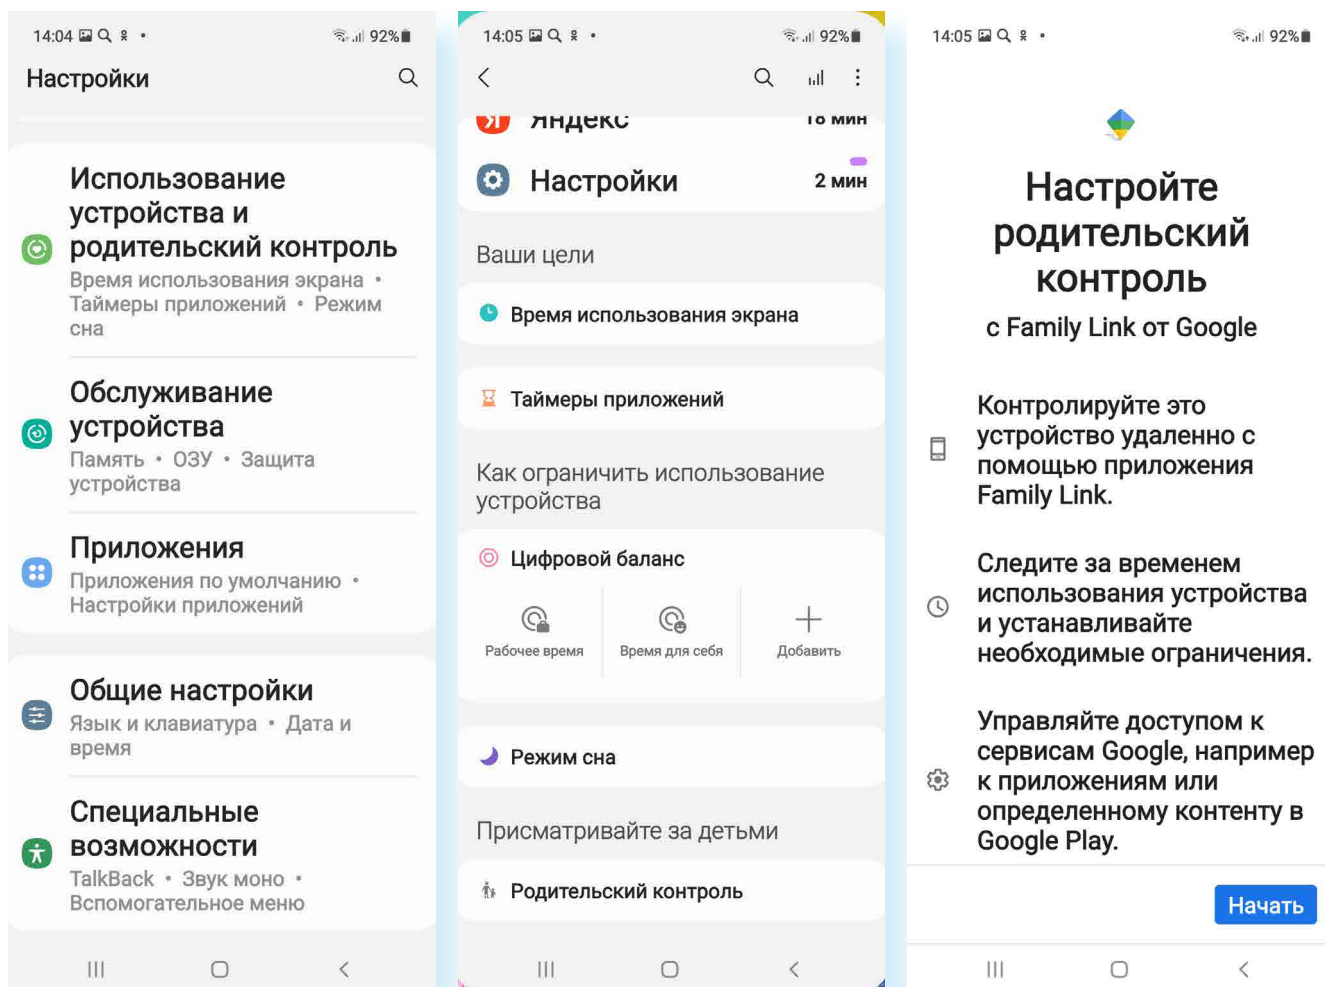 14:04
92%
Настройки
Использование
устройства и
родительский контроль
Время использования экрана •
Таймеры приложений • Режим
сна
Обслуживание
устройства
Память • ОЗУ • Защита
устройства
Приложения
Приложения по умолчанию •
Настройки приложений
Общие настройки
Язык и клавиатура • Дата и
время
Специальные
возможности
TalkBack • Звук моно •
Вспомогательное меню
14:05
92%
Яндекс
18 мин
Настройки
2 мин
Ваши цели
Время использования экрана
Таймеры приложений
Как ограничить использование
устройства
Цифровой баланс
Рабочее время
Время для себя
Добавить
Режим сна
Присматривайте за детьми
Родительский контроль
14:05
92%
Настройте
родительский
контроль
с Family Link от Google
Контролируйте это
устройство удаленно с
помощью приложения
Family Link.
Следите за временем
использования устройства
и устанавливайте
необходимые ограничения.
Управляйте доступом к
сервисам Google, например
к приложениям или
определенному контенту в
Google Play.
Начать